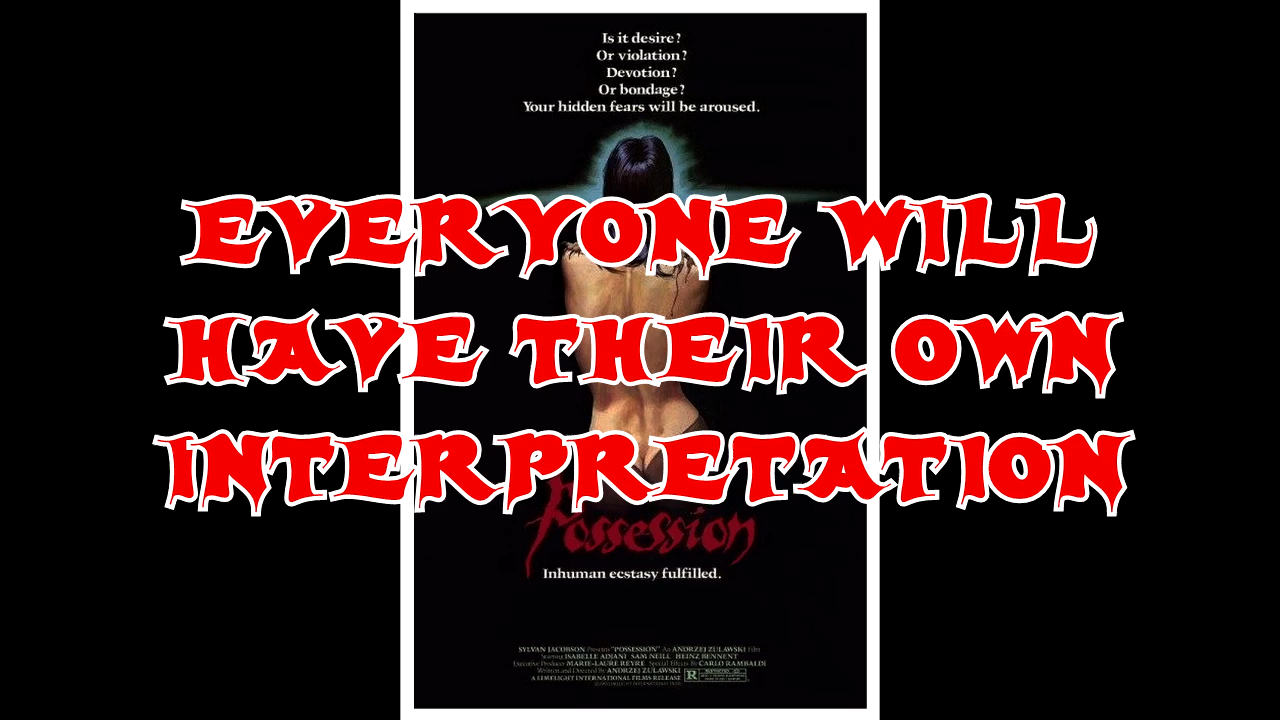 Is it desire?
Or violation?
Devotion?
Or bondage?
Your hidden fears will be aroused.
EVERYONE WILL
HAVE THEIR OWN
INTERPRETATION
Possession
Inhuman ecstasy fulfilled.
SYLVAN JACOBSON Presents "POSSESSION" An ANDRZEJ ZULAWSKI Film
Starring ISABELLE ADJANI SAM NEILL HEINZ BENNENT
Executive Producer MARIE-LAURE REYRE Special Effects By CARLO RAMBALDI
Written and Directed By ANDRZEJ ZULAWSKI R
A LIMELIGHT INTERNATIONAL FILMS RELEASE